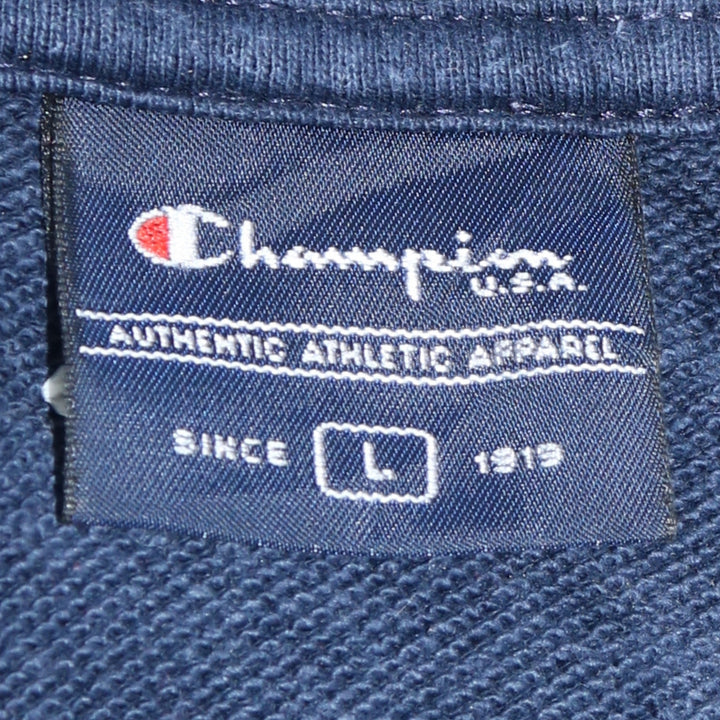 Champion
U.S.A.
AUTHENTIC ATHLETIC APPAREL
SINCE L 1919